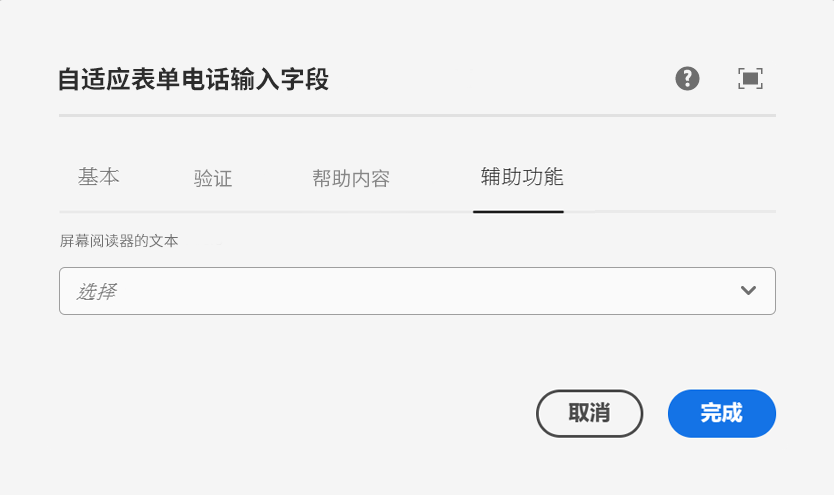 自适应表单电话输入字段
基本 验证 帮助内容 辅助功能
屏幕阅读器的文本
选择
取消 完成